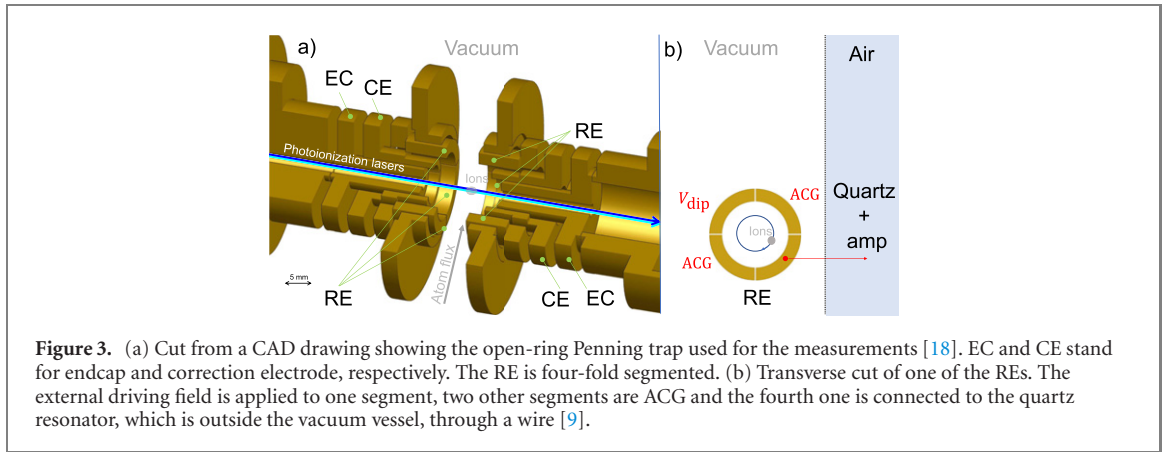 a)
Vacuum
EC
CE
RE
Photoionization lasers
Ions
Atom flux
5 mm
RE
CE
EC
b)
Vacuum
Air
V_dip
ACG
Ions
ACG
RE
Quartz
+
amp
Figure 3. (a) Cut from a CAD drawing showing the open-ring Penning trap used for the measurements [18]. EC and CE stand
for endcap and correction electrode, respectively. The RE is four-fold segmented. (b) Transverse cut of one of the REs. The
external driving field is applied to one segment, two other segments are ACG and the fourth one is connected to the quartz
resonator, which is outside the vacuum vessel, through a wire [9].